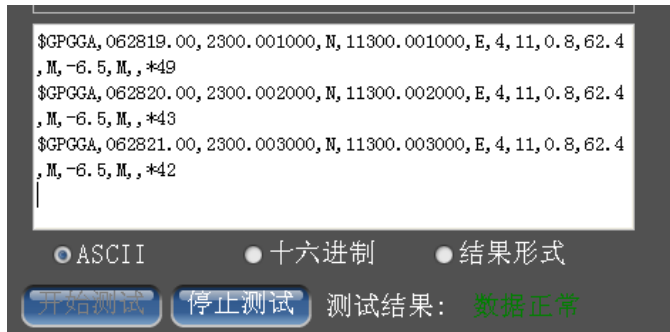 $GPGGA,062819.00,2300.001000,N,11300.001000,E,4,11,0.8,62.4
,M,-6.5,M,,*49
$GPGGA,062820.00,2300.002000,N,11300.002000,E,4,11,0.8,62.4
,M,-6.5,M,,*43
$GPGGA,062821.00,2300.003000,N,11300.003000,E,4,11,0.8,62.4
,M,-6.5,M,,*42
ASCII 十六进制 结果形式
开始测试 停止测试 测试结果: 数据正常